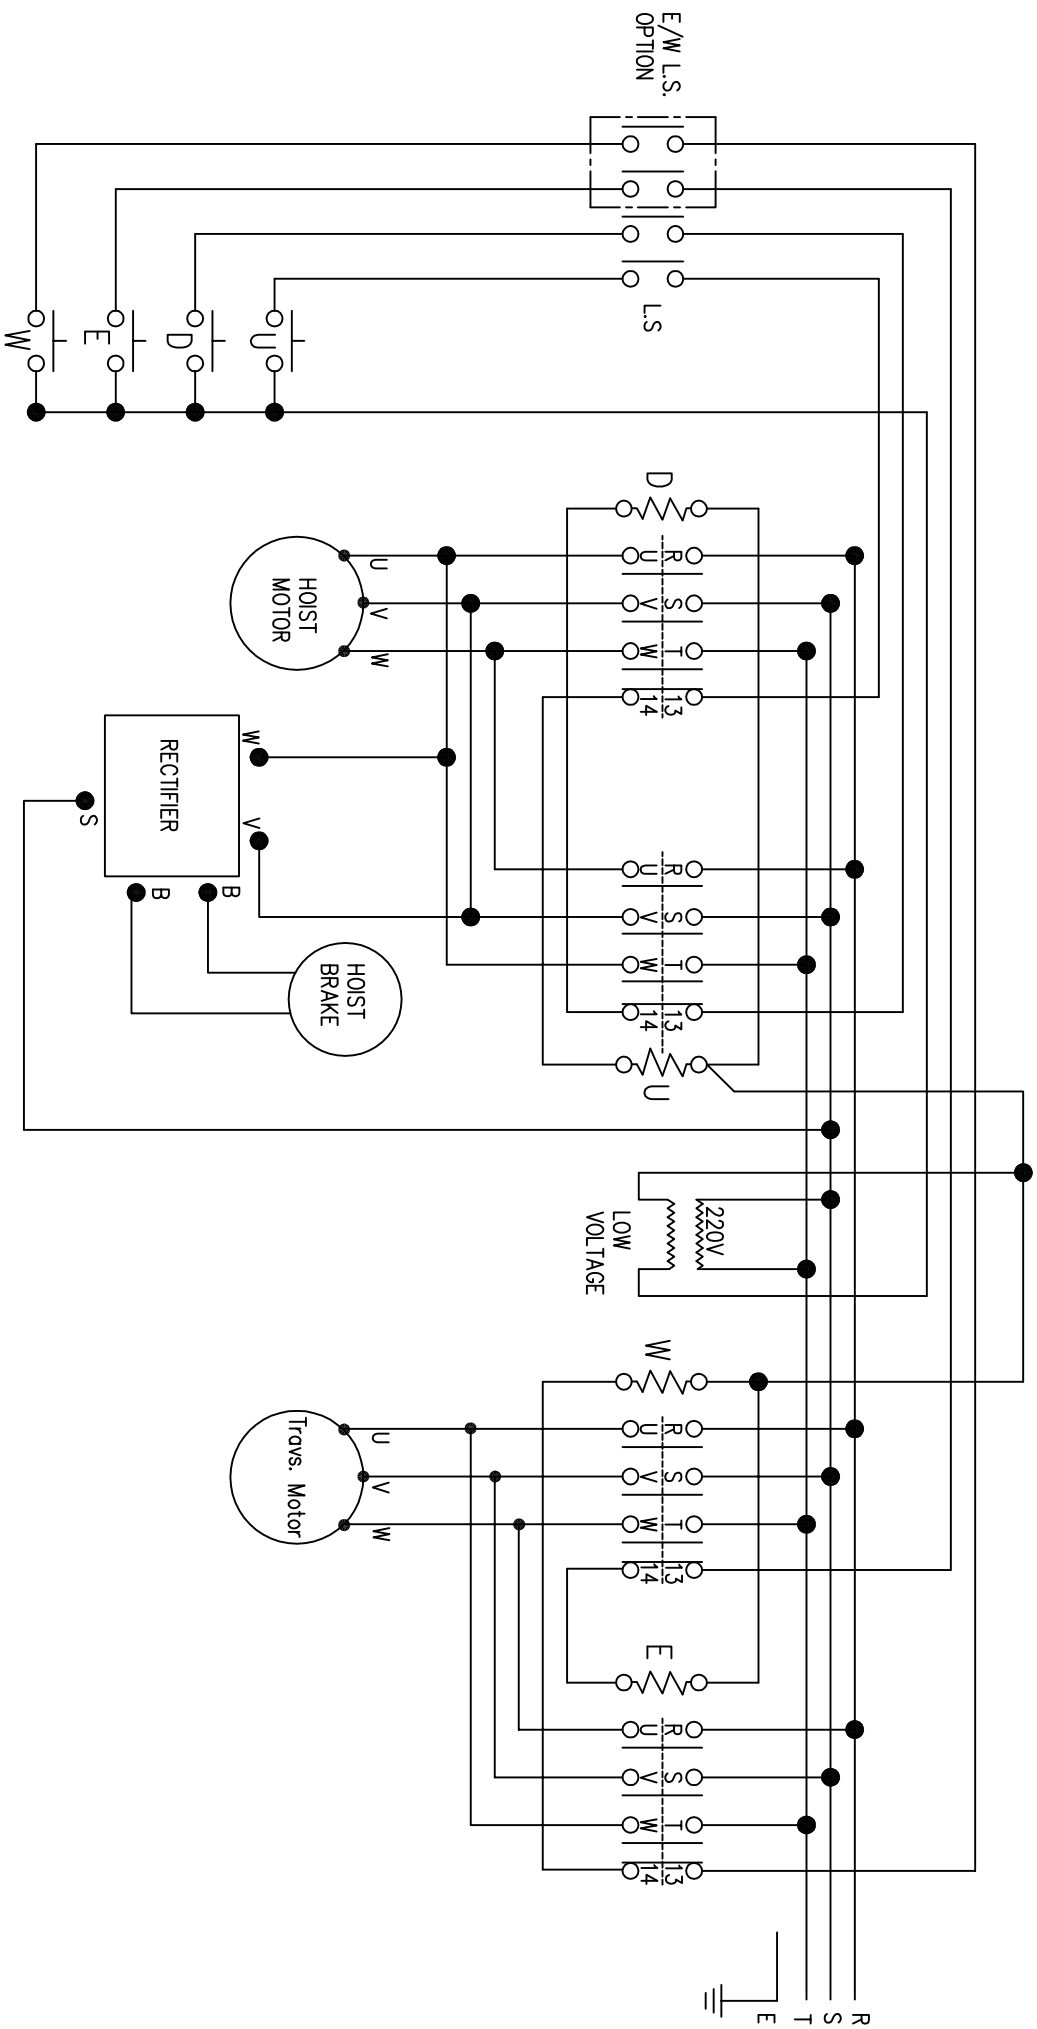 R
S
T
E
220V
LOW
VOLTAGE
E/W L.S.
OPTION
L.S
D
R S T 13
U V W 14
R S T 13
U V W 14
U
W
R S T 13
U V W 14
E
R S T 13
U V W 14
U
V
W
HOIST
MOTOR
HOIST
BRAKE
U
V
W
Travs. Motor
U
D
E
W
W
V
RECTIFIER
B
B
S